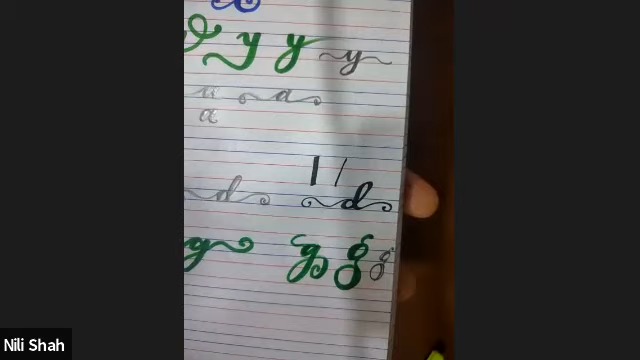 y y y
a a
a
d d
g g g g
Nili Shah